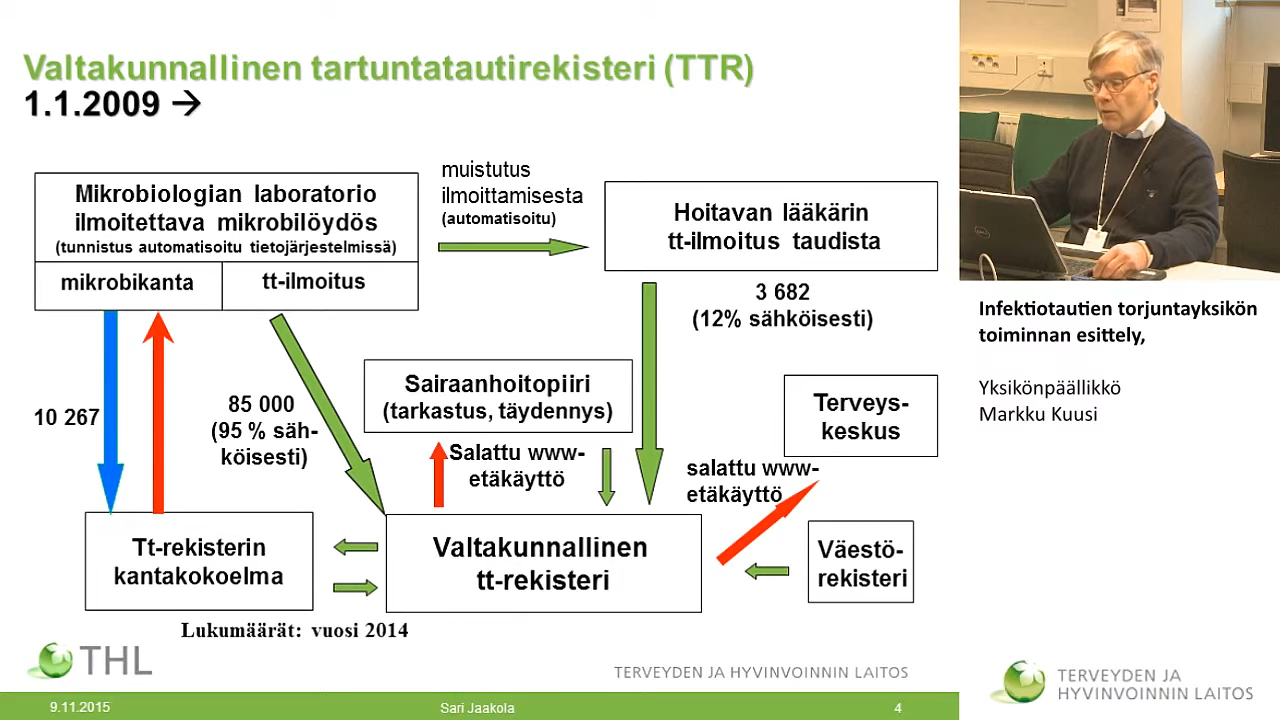 Valtakunnallinen tartuntatautirekisteri (TTR)
1.1.2009 →
Mikrobiologian laboratorio
ilmoitettava mikrobilöydös
(tunnistus automatisoitu tietojärjestelmissä)
mikrobikanta
tt-ilmoitus
muistutus
ilmoittamisesta
(automatisoitu)
Hoitavan lääkärin
tt-ilmoitus taudista
3 682
(12% sähköisesti)
10 267
85 000
(95 % säh-
köisesti)
Sairaanhoitopiiri
(tarkastus, täydennys)
Salattu www-
etäkäyttö
Terveys-
keskus
salattu www-
etäkäyttö
Tt-rekisterin
kantakokoelma
Valtakunnallinen
tt-rekisteri
Väestö-
rekisteri
Lukumäärät: vuosi 2014
THL
TERVEYDEN JA HYVINVOINNIN LAITOS
9.11.2015
Sari Jaakola
4
Infektiotautien torjuntayksikön
toiminnan esittely,
Yksikönpäällikkö
Markku Kuusi
TERVEYDEN JA
HYVINVOINNIN LAITOS